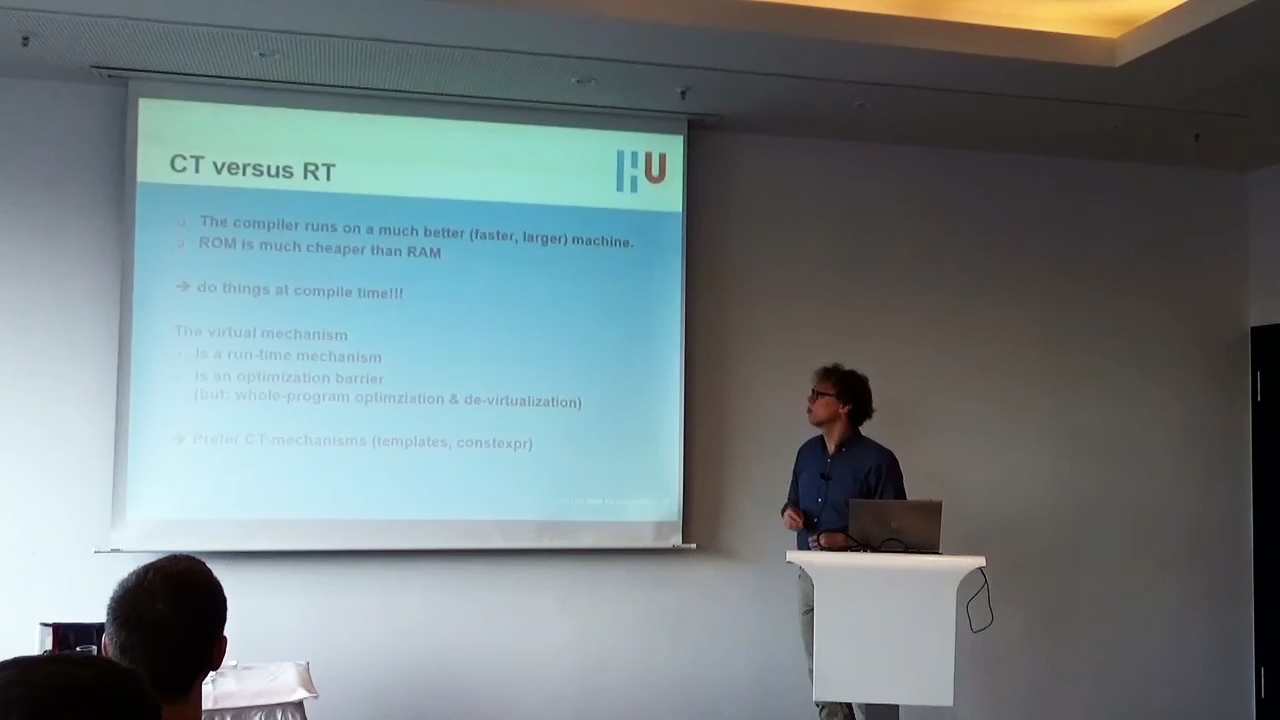 CT versus RT
HU
The compiler runs on a much better (faster, larger) machine.
ROM is much cheaper than RAM
➔ do things at compile time!!!
The virtual mechanism
Is a run-time mechanism
Is an optimization barrier
(but: whole-program optimziation & de-virtualization)
➔ Prefer CT-mechanisms (templates, constexpr)